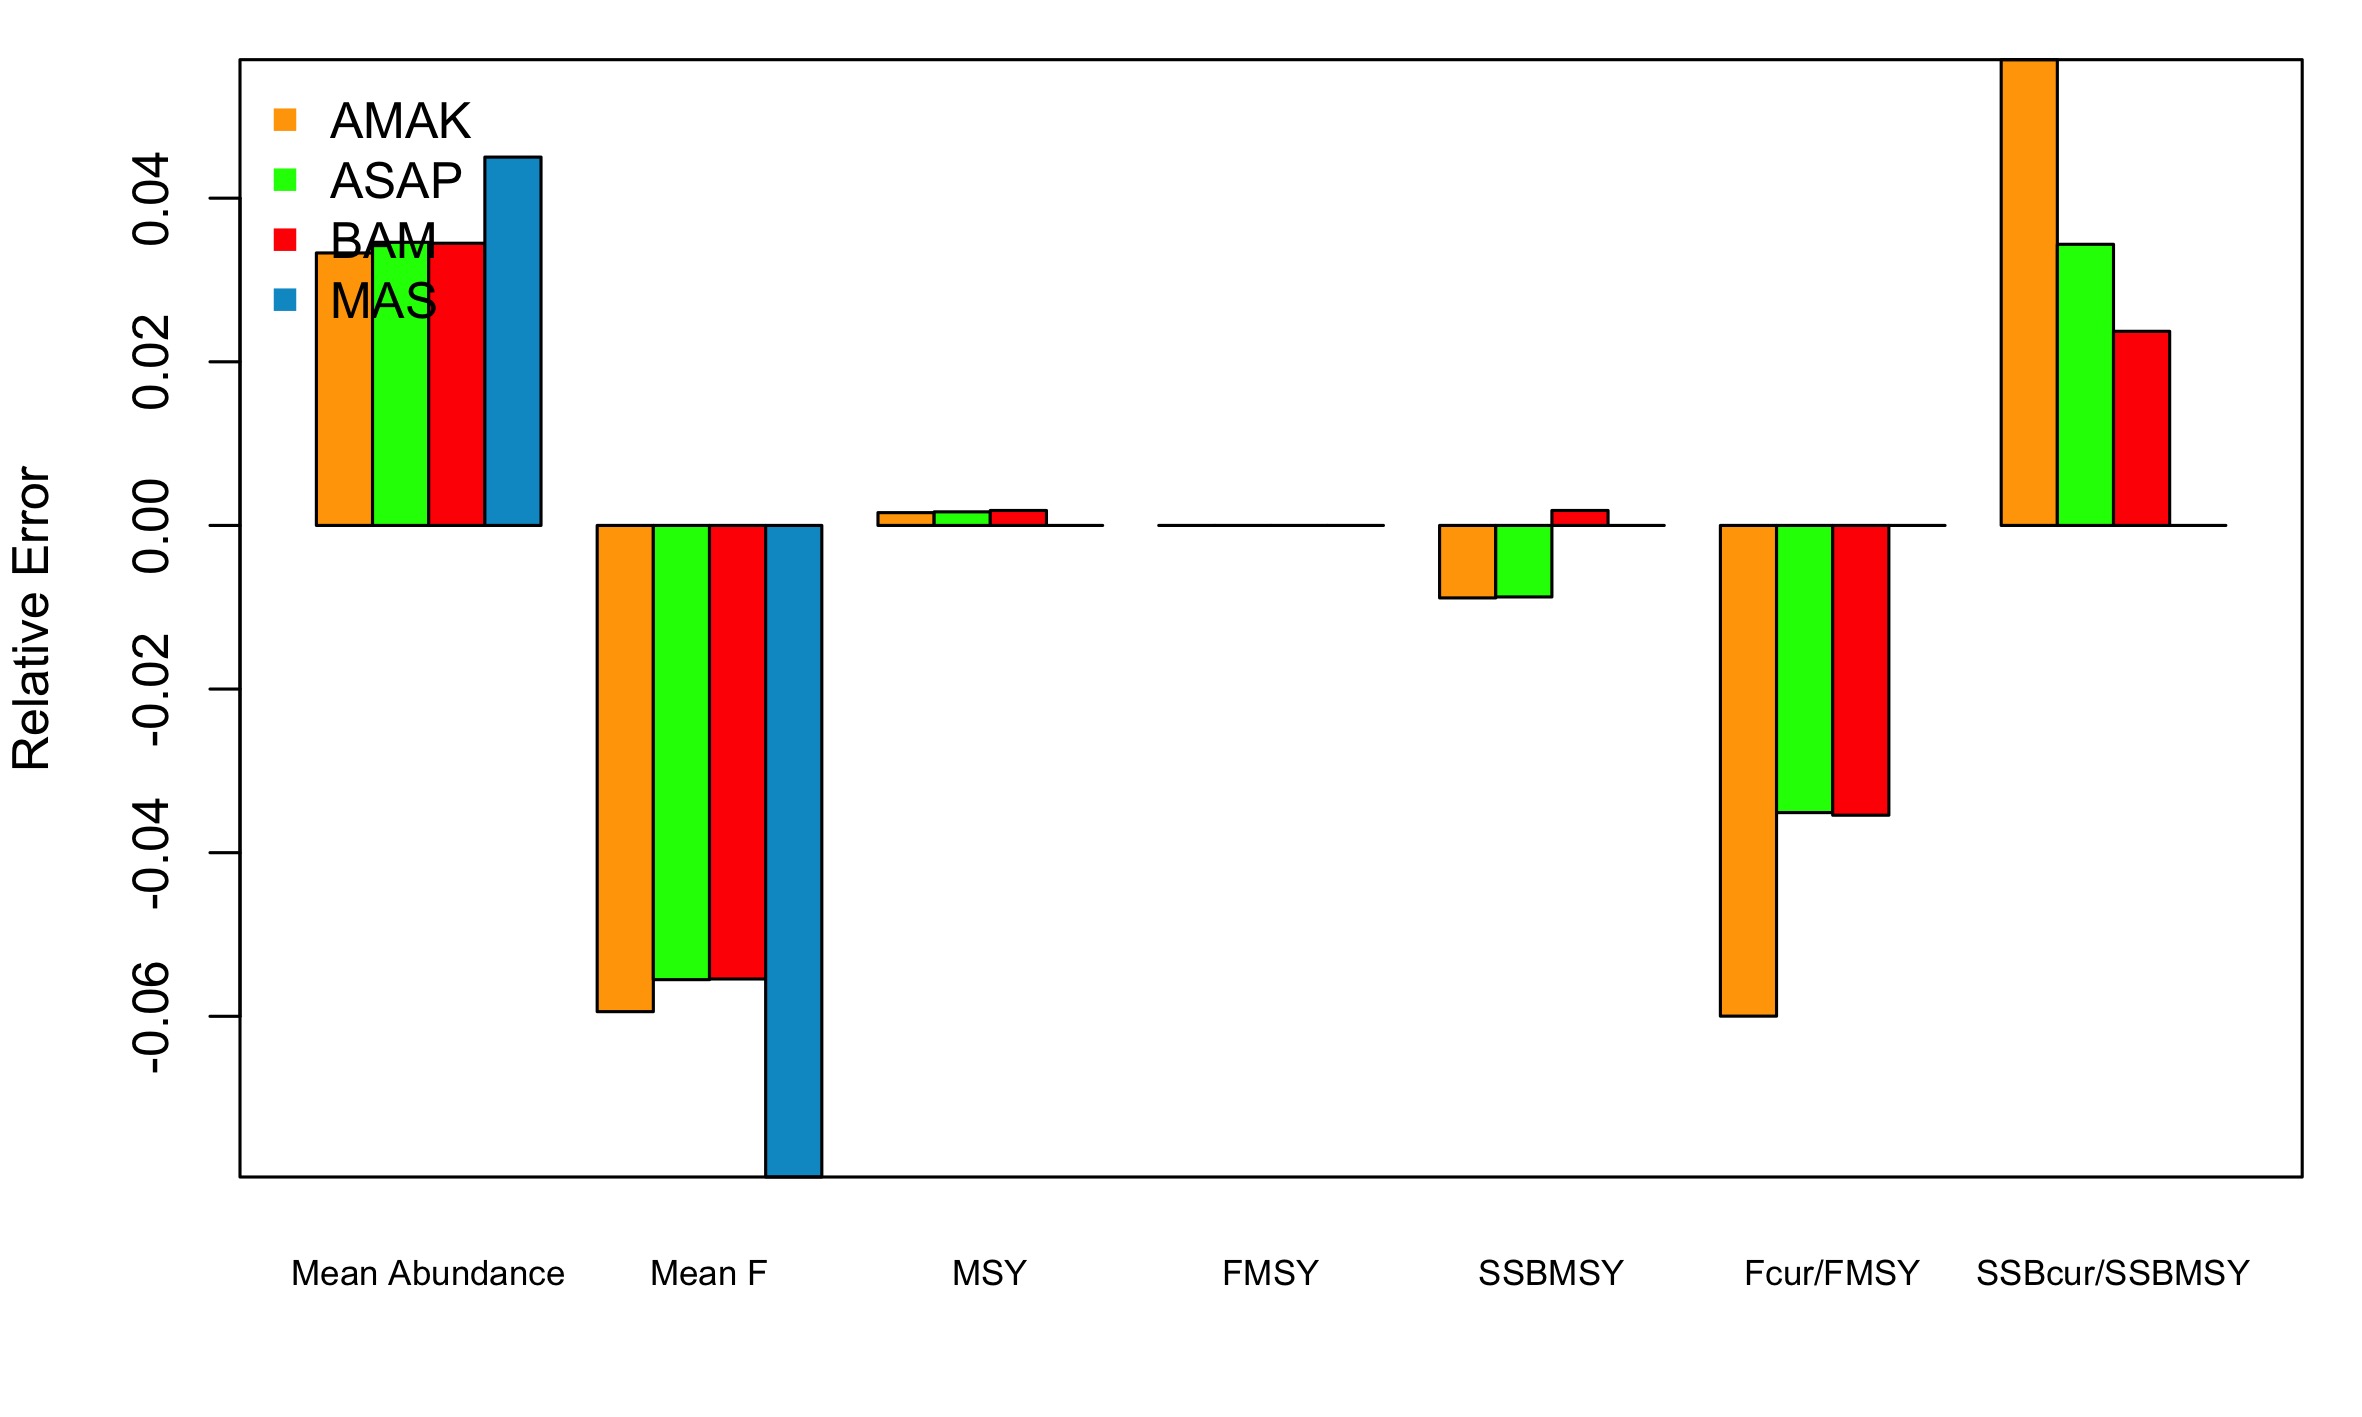 AMAK
ASAP
BAM
MAS
Relative Error
0.04
0.02
0.00
-0.02
-0.04
-0.06
Mean Abundance
Mean F
MSY
FMSY
SSBMSY
Fcur/FMSY
SSBcur/SSBMSY